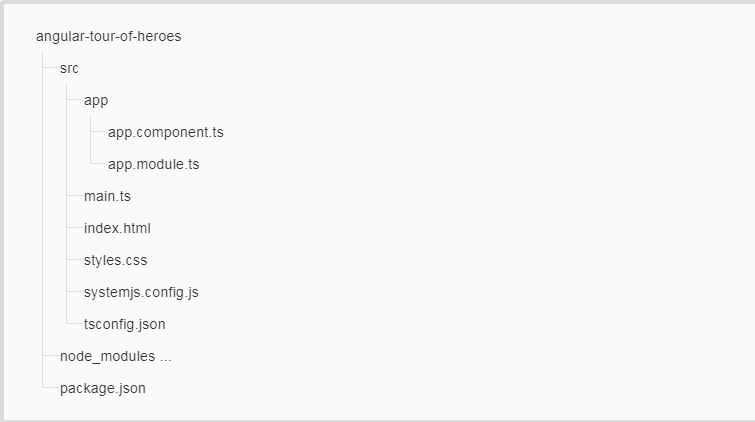 angular-tour-of-heroes
src
app
app.component.ts
app.module.ts
main.ts
index.html
styles.css
systemjs.config.js
tsconfig.json
node_modules ...
package.json